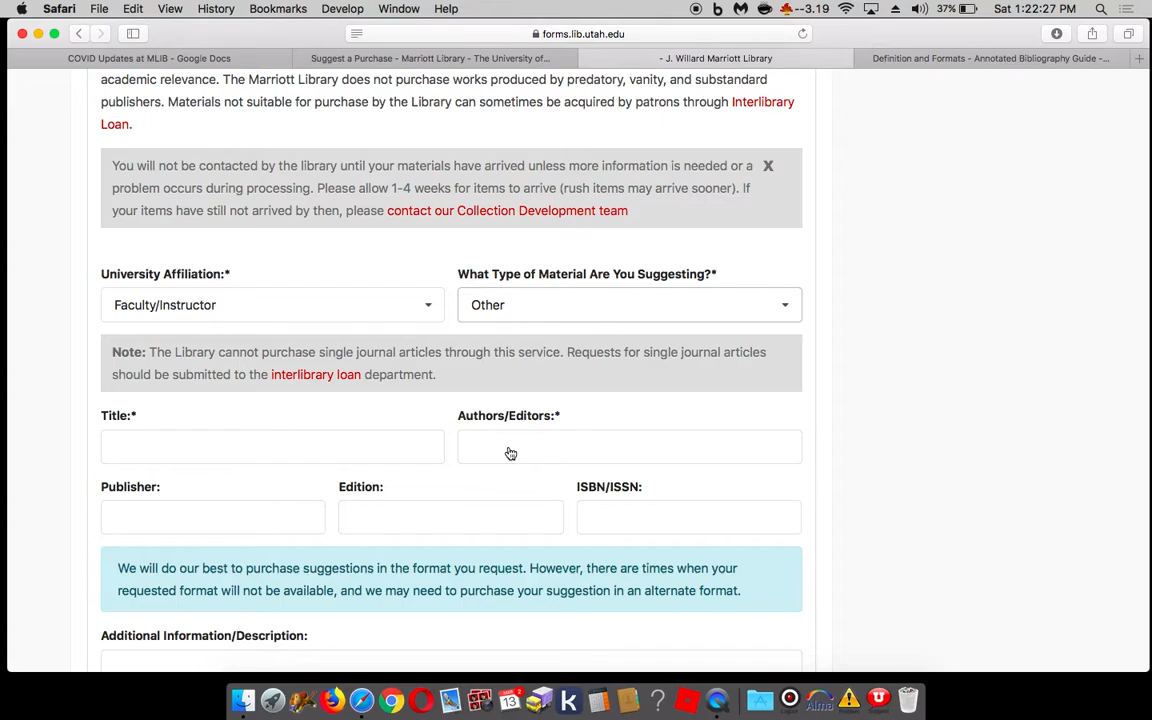 Safari File Edit View History Bookmarks Develop Window Help --3.19 37% Sat 1:22:27 PM
forms.lib.utah.edu
COVID Updates at MLIB - Google Docs Suggest a Purchase - Marriott Library - The University of... - J. Willard Marriott Library Definition and Formats - Annotated Bibliography Guide -...
academic relevance. The Marriott Library does not purchase works produced by predatory, vanity, and substandard
publishers. Materials not suitable for purchase by the Library can sometimes be acquired by patrons through Interlibrary
Loan.
You will not be contacted by the library until your materials have arrived unless more information is needed or a X
problem occurs during processing. Please allow 1-4 weeks for items to arrive (rush items may arrive sooner). If
your items have still not arrived by then, please contact our Collection Development team
University Affiliation:* What Type of Material Are You Suggesting?*
Faculty/Instructor Other
Note: The Library cannot purchase single journal articles through this service. Requests for single journal articles
should be submitted to the interlibrary loan department.
Title:* Authors/Editors:*
Publisher: Edition: ISBN/ISSN:
We will do our best to purchase suggestions in the format you request. However, there are times when your
requested format will not be available, and we may need to purchase your suggestion in an alternate format.
Additional Information/Description:
13 Alma